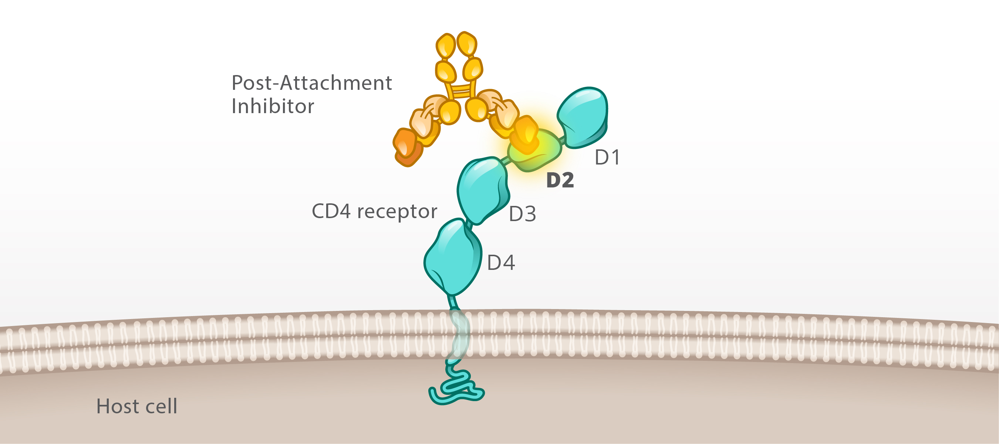 Post-Attachment
Inhibitor
D1
D2
CD4 receptor
D3
D4
Host cell